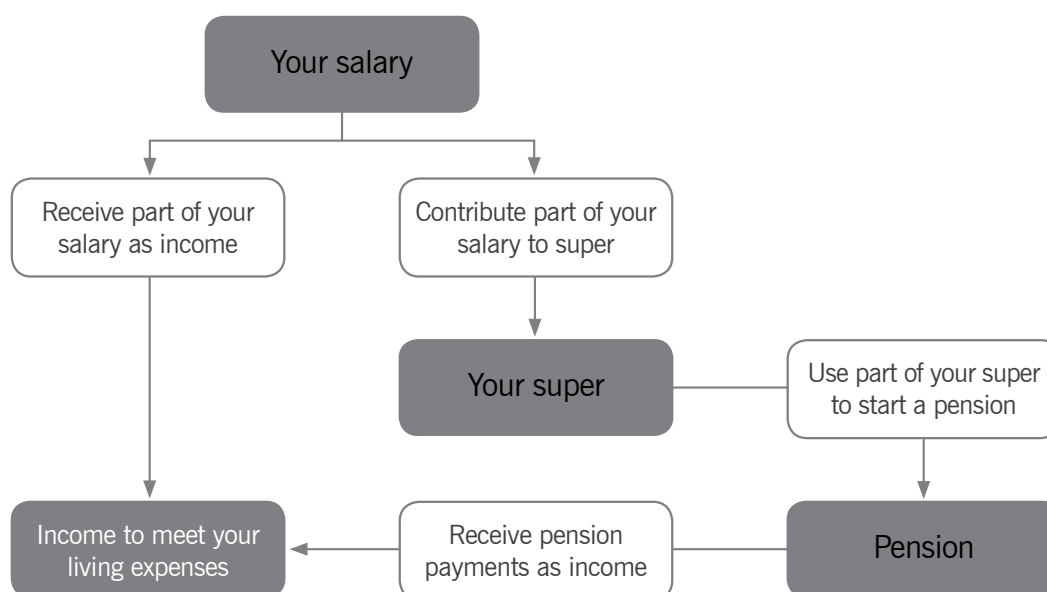 Your salary
Receive part of your
salary as income
Contribute part of your
salary to super
Your super
Use part of your super
to start a pension
Income to meet your
living expenses
Receive pension
payments as income
Pension